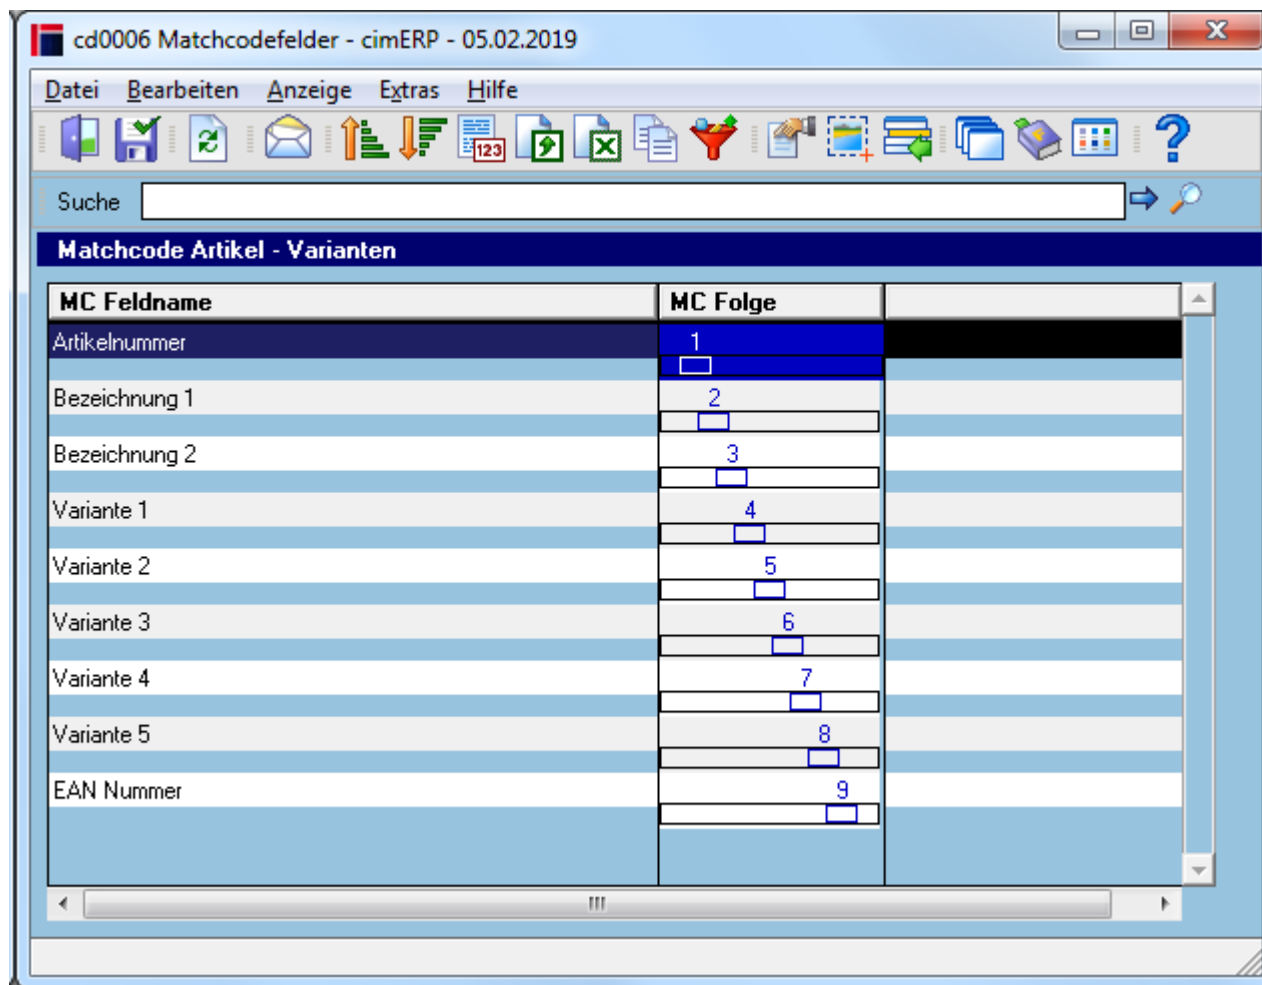 cd0006 Matchcodefelder - cimERP - 05.02.2019
Datei Bearbeiten Anzeige Extras Hilfe
123
Suche
Matchcode Artikel - Varianten
MC Feldname MC Folge
Artikelnummer 1
Bezeichnung 1 2
Bezeichnung 2 3
Variante 1 4
Variante 2 5
Variante 3 6
Variante 4 7
Variante 5 8
EAN Nummer 9